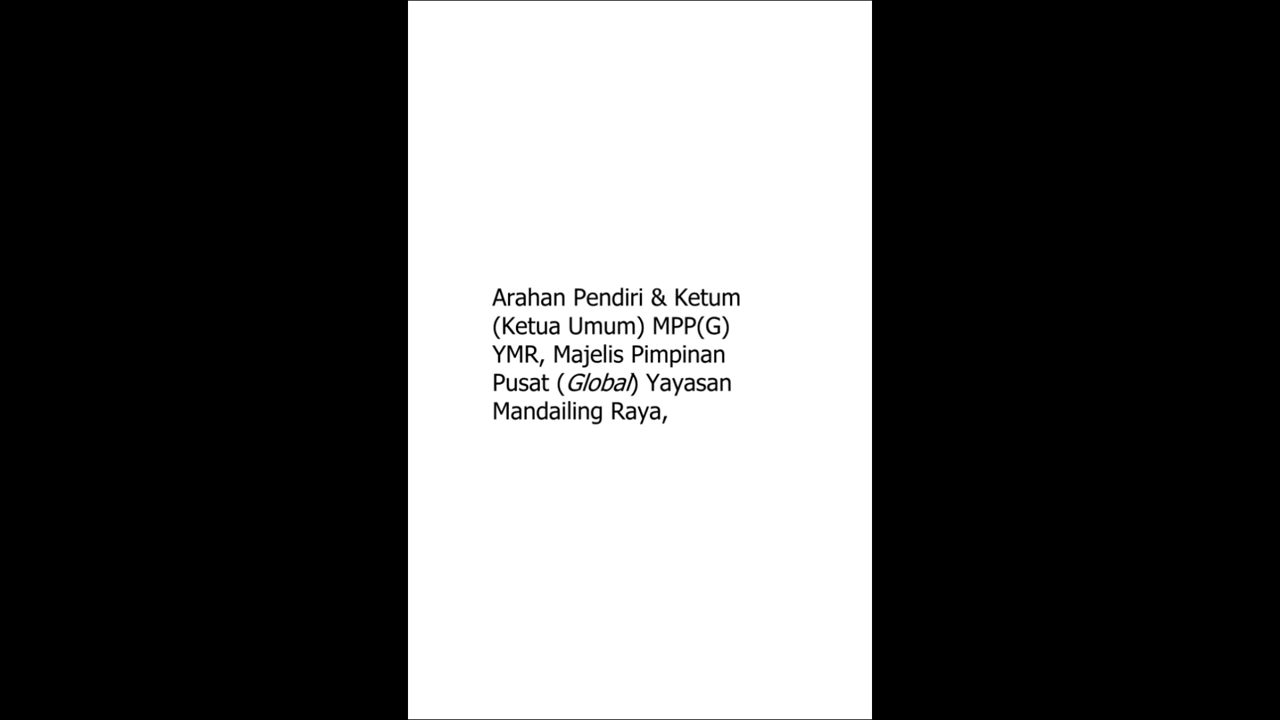 Arahan Pendiri & Ketum
(Ketua Umum) MPP(G)
YMR, Majelis Pimpinan
Pusat (Global) Yayasan
Mandailing Raya,